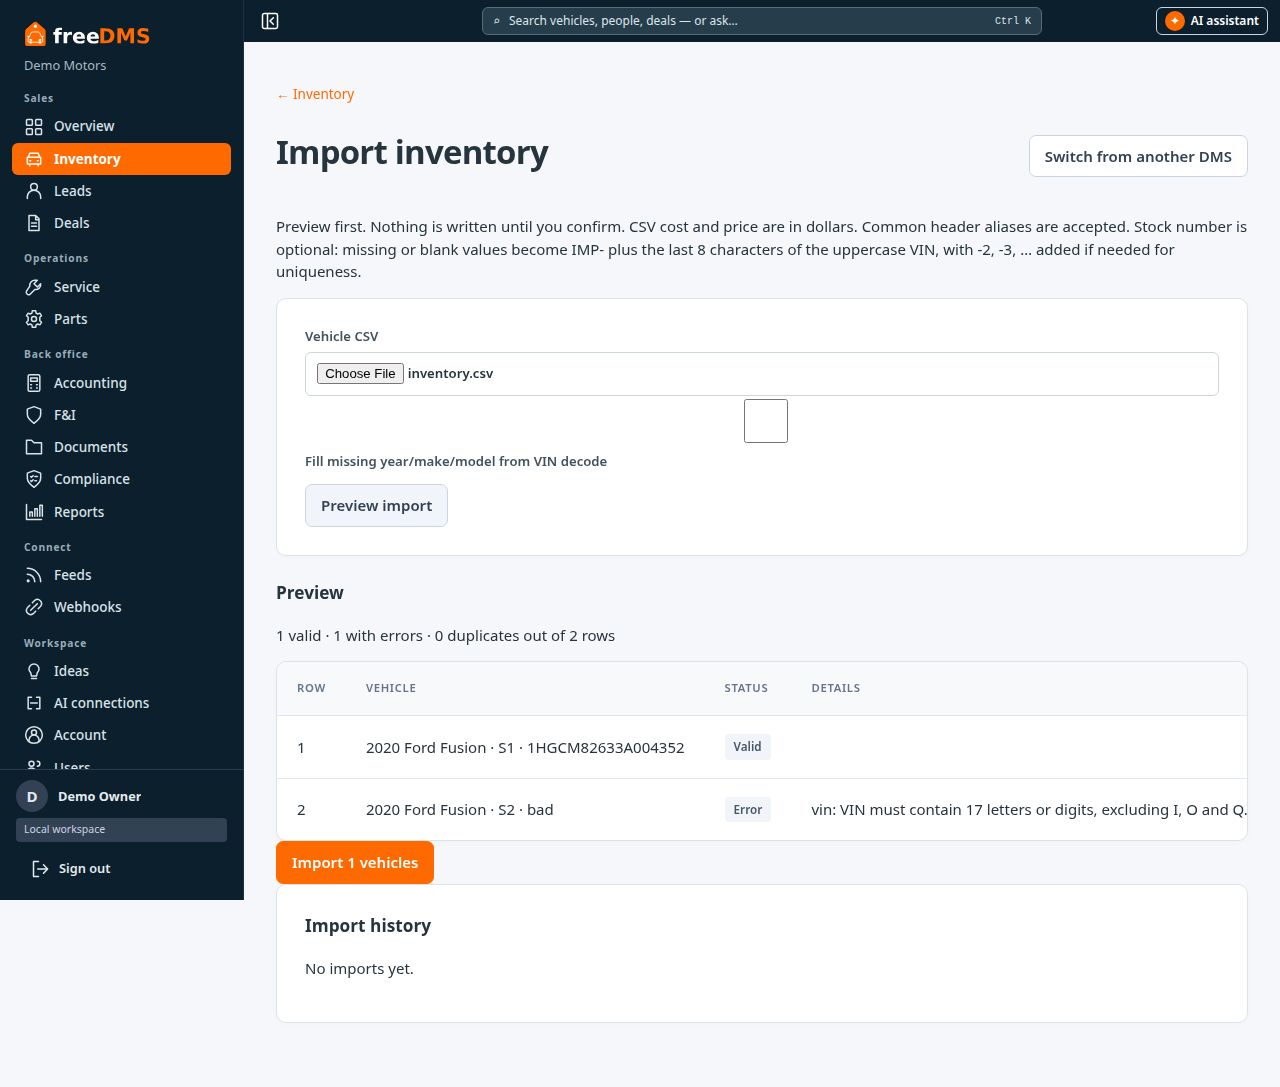 freeDMS
Demo Motors
Sales
Overview
Inventory
Leads
Deals
Operations
Service
Parts
Back office
Accounting
F&I
Documents
Compliance
Reports
Connect
Feeds
Webhooks
Workspace
Ideas
AI connections
Account
Users
D
Demo Owner
Local workspace
Sign out
Search vehicles, people, deals — or ask...
Ctrl K
AI assistant
← Inventory
Import inventory
Switch from another DMS
Preview first. Nothing is written until you confirm. CSV cost and price are in dollars. Common header aliases are accepted. Stock number is
optional: missing or blank values become IMP- plus the last 8 characters of the uppercase VIN, with -2, -3, ... added if needed for
uniqueness.
Vehicle CSV
Choose File inventory.csv
Fill missing year/make/model from VIN decode
Preview import
Preview
1 valid · 1 with errors · 0 duplicates out of 2 rows
ROW VEHICLE STATUS DETAILS
1 2020 Ford Fusion · S1 · 1HGCM82633A004352 Valid
2 2020 Ford Fusion · S2 · bad Error vin: VIN must contain 17 letters or digits, excluding I, O and Q.
Import 1 vehicles
Import history
No imports yet.